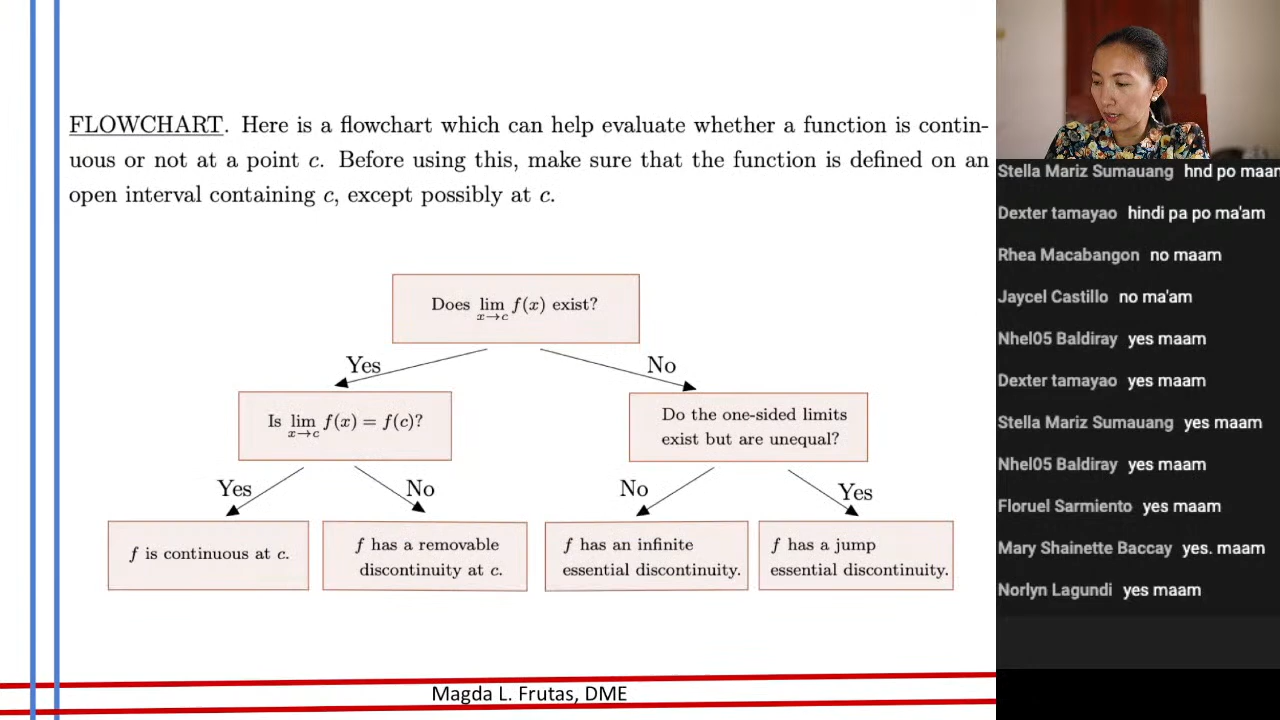 FLOWCHART. Here is a flowchart which can help evaluate whether a function is contin-
uous or not at a point c. Before using this, make sure that the function is defined on an
open interval containing c, except possibly at c.
Does lim f(x) exist?
x→c
Yes
No
Is lim f(x) = f(c)?
x→c
Do the one-sided limits
exist but are unequal?
Yes
No
No
Yes
f is continuous at c.
f has a removable
discontinuity at c.
f has an infinite
essential discontinuity.
f has a jump
essential discontinuity.
Magda L. Frutas, DME
Stella Mariz Sumauang hnd po maam
Dexter tamayao hindi pa po ma'am
Rhea Macabangon no maam
Jaycel Castillo no ma'am
Nhel05 Baldiray yes maam
Dexter tamayao yes maam
Stella Mariz Sumauang yes maam
Nhel05 Baldiray yes maam
Floruel Sarmiento yes maam
Mary Shainette Baccay yes. maam
Norlyn Lagundi yes maam